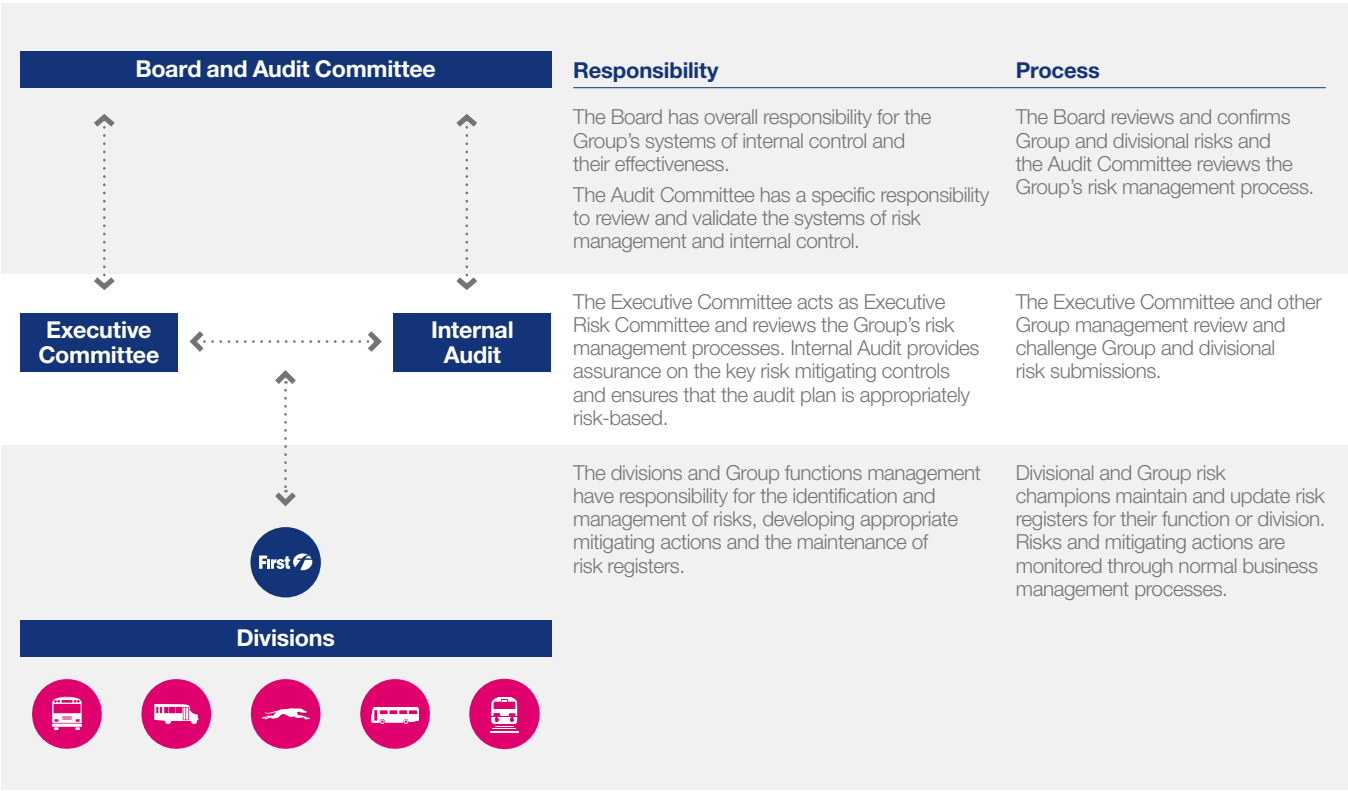 Board and Audit Committee
Responsibility
Process
The Board has overall responsibility for the
Group’s systems of internal control and
their effectiveness.
The Audit Committee has a specific responsibility
to review and validate the systems of risk
management and internal control.
The Board reviews and confirms
Group and divisional risks and
the Audit Committee reviews the
Group’s risk management process.
Executive
Committee
Internal
Audit
The Executive Committee acts as Executive
Risk Committee and reviews the Group’s risk
management processes. Internal Audit provides
assurance on the key risk mitigating controls
and ensures that the audit plan is appropriately
risk-based.
The Executive Committee and other
Group management review and
challenge Group and divisional
risk submissions.
First
Divisions
The divisions and Group functions management
have responsibility for the identification and
management of risks, developing appropriate
mitigating actions and the maintenance of
risk registers.
Divisional and Group risk
champions maintain and update risk
registers for their function or division.
Risks and mitigating actions are
monitored through normal business
management processes.